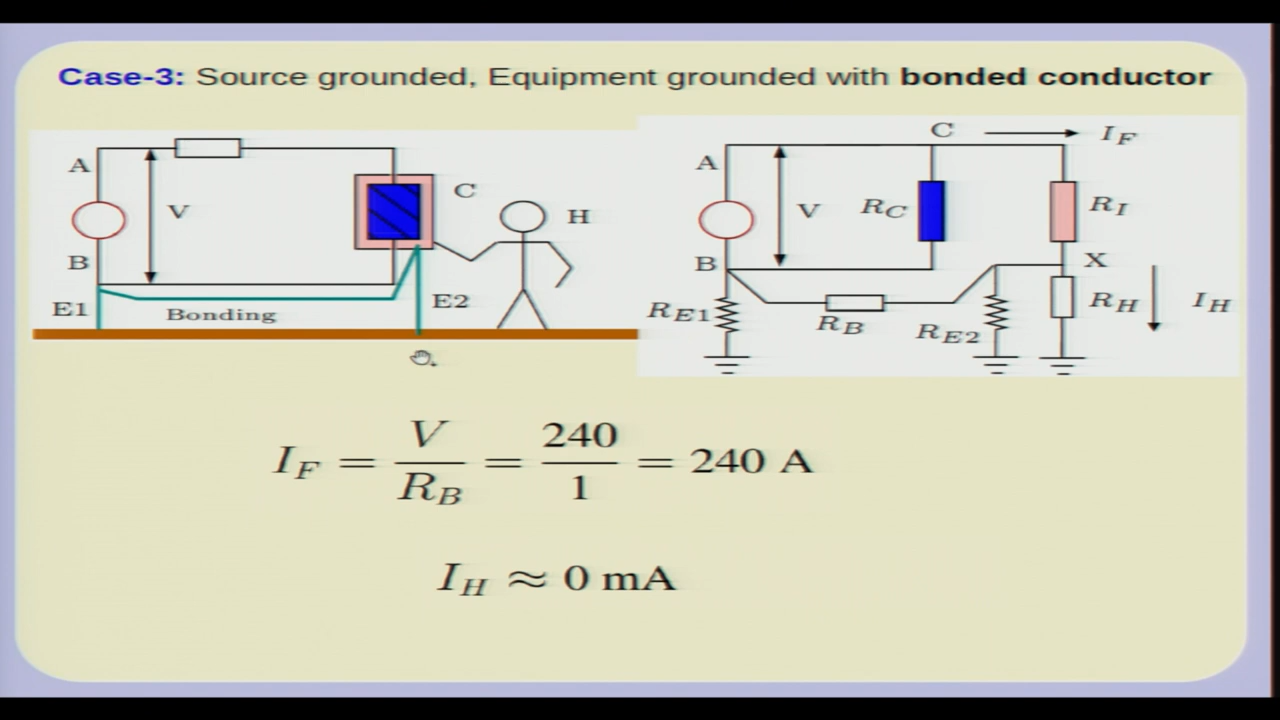 Case-3: Source grounded, Equipment grounded with bonded conductor
A
V
B
E1
Bonding
C
H
E2
C
I_F
A
V
R_C
R_I
B
X
R_E1
R_B
R_E2
R_H
I_H
I_F = V/R_B = 240/1 = 240 A
I_H ≈ 0 mA